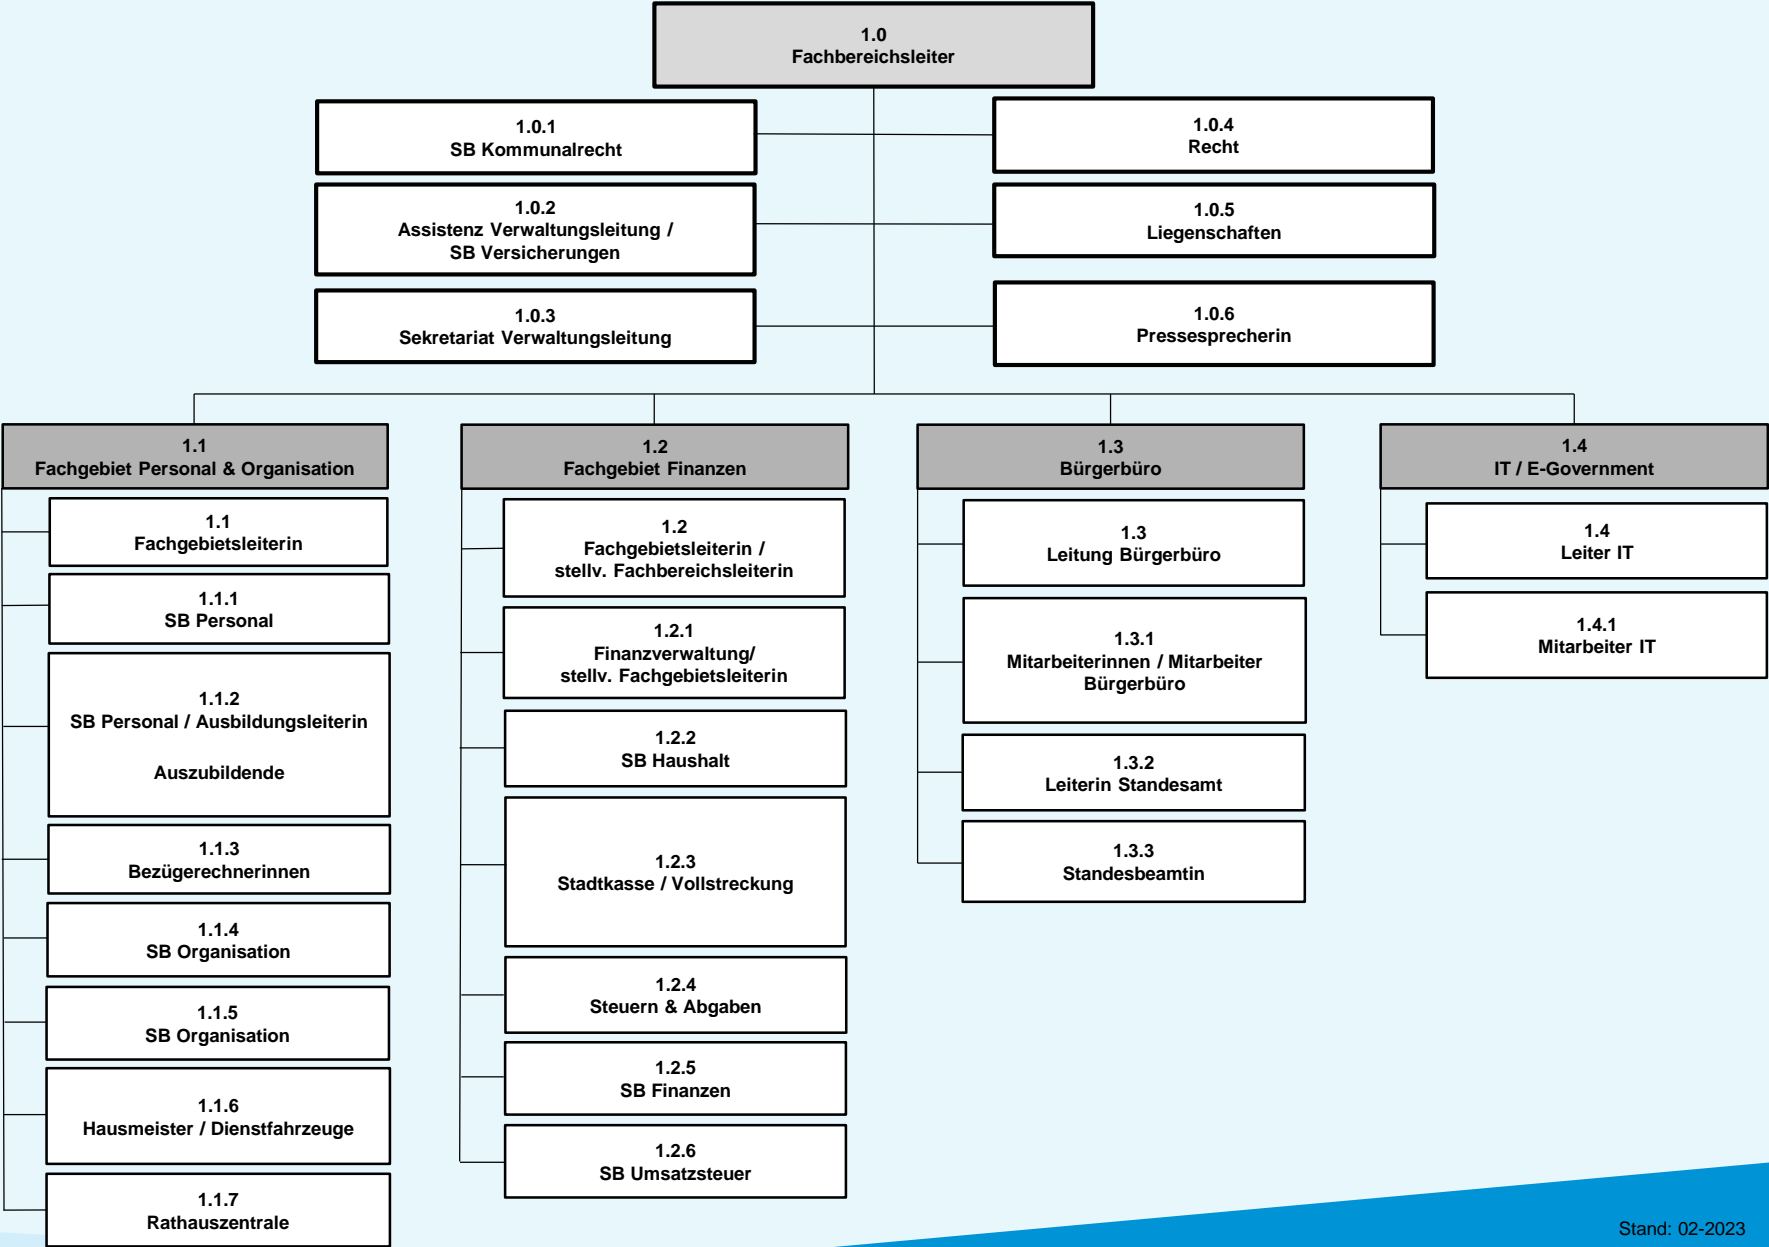 1.0
Fachbereichsleiter
1.0.1
SB Kommunalrecht
1.0.4
Recht
1.0.2
Assistenz Verwaltungsleitung /
SB Versicherungen
1.0.5
Liegenschaften
1.0.3
Sekretariat Verwaltungsleitung
1.0.6
Pressesprecherin
1.1
Fachgebiet Personal & Organisation
1.1
Fachgebietsleiterin
1.1.1
SB Personal
1.1.2
SB Personal / Ausbildungsleiterin
Auszubildende
1.1.3
Bezügerechnerinnen
1.1.4
SB Organisation
1.1.5
SB Organisation
1.1.6
Hausmeister / Dienstfahrzeuge
1.1.7
Rathauszentrale
1.2
Fachgebiet Finanzen
1.2
Fachgebietsleiterin /
stellv. Fachbereichsleiterin
1.2.1
Finanzverwaltung/
stellv. Fachgebietsleiterin
1.2.2
SB Haushalt
1.2.3
Stadtkasse / Vollstreckung
1.2.4
Steuern & Abgaben
1.2.5
SB Finanzen
1.2.6
SB Umsatzsteuer
1.3
Bürgerbüro
1.3
Leitung Bürgerbüro
1.3.1
Mitarbeiterinnen / Mitarbeiter
Bürgerbüro
1.3.2
Leiterin Standesamt
1.3.3
Standesbeamtin
1.4
IT / E-Government
1.4
Leiter IT
1.4.1
Mitarbeiter IT
Stand: 02-2023